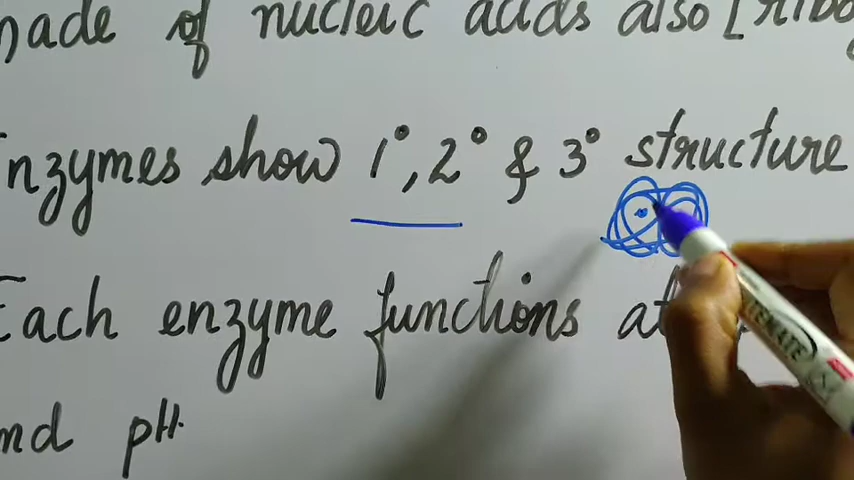 made of nucleic acids also [ribo
Enzymes show 1°, 2° & 3° structure
Each enzyme functions at
and pH.